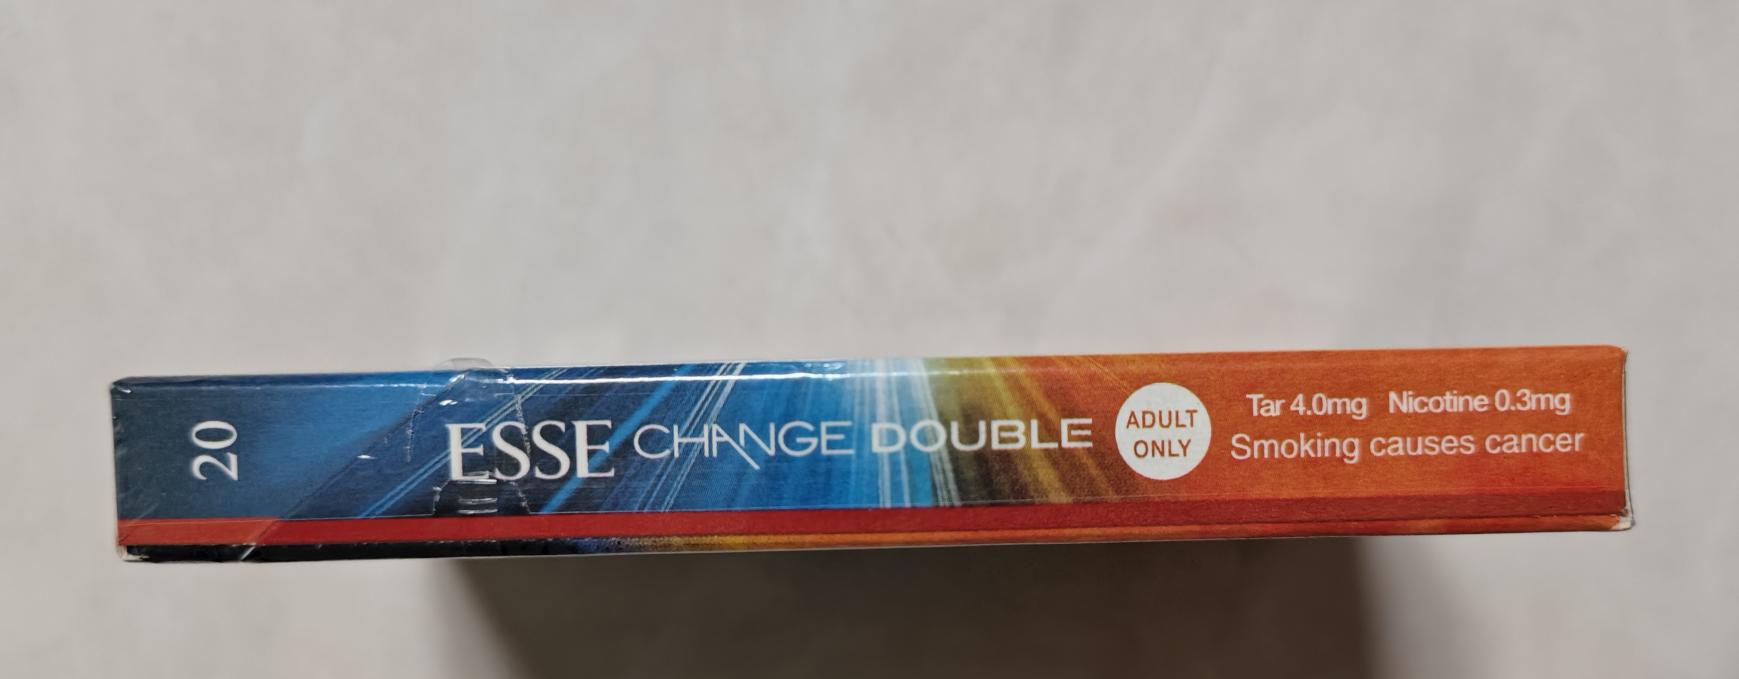 20
ESSE CHANGE DOUBLE
ADULT
ONLY
Tar 4.0mg Nicotine 0.3mg
Smoking causes cancer